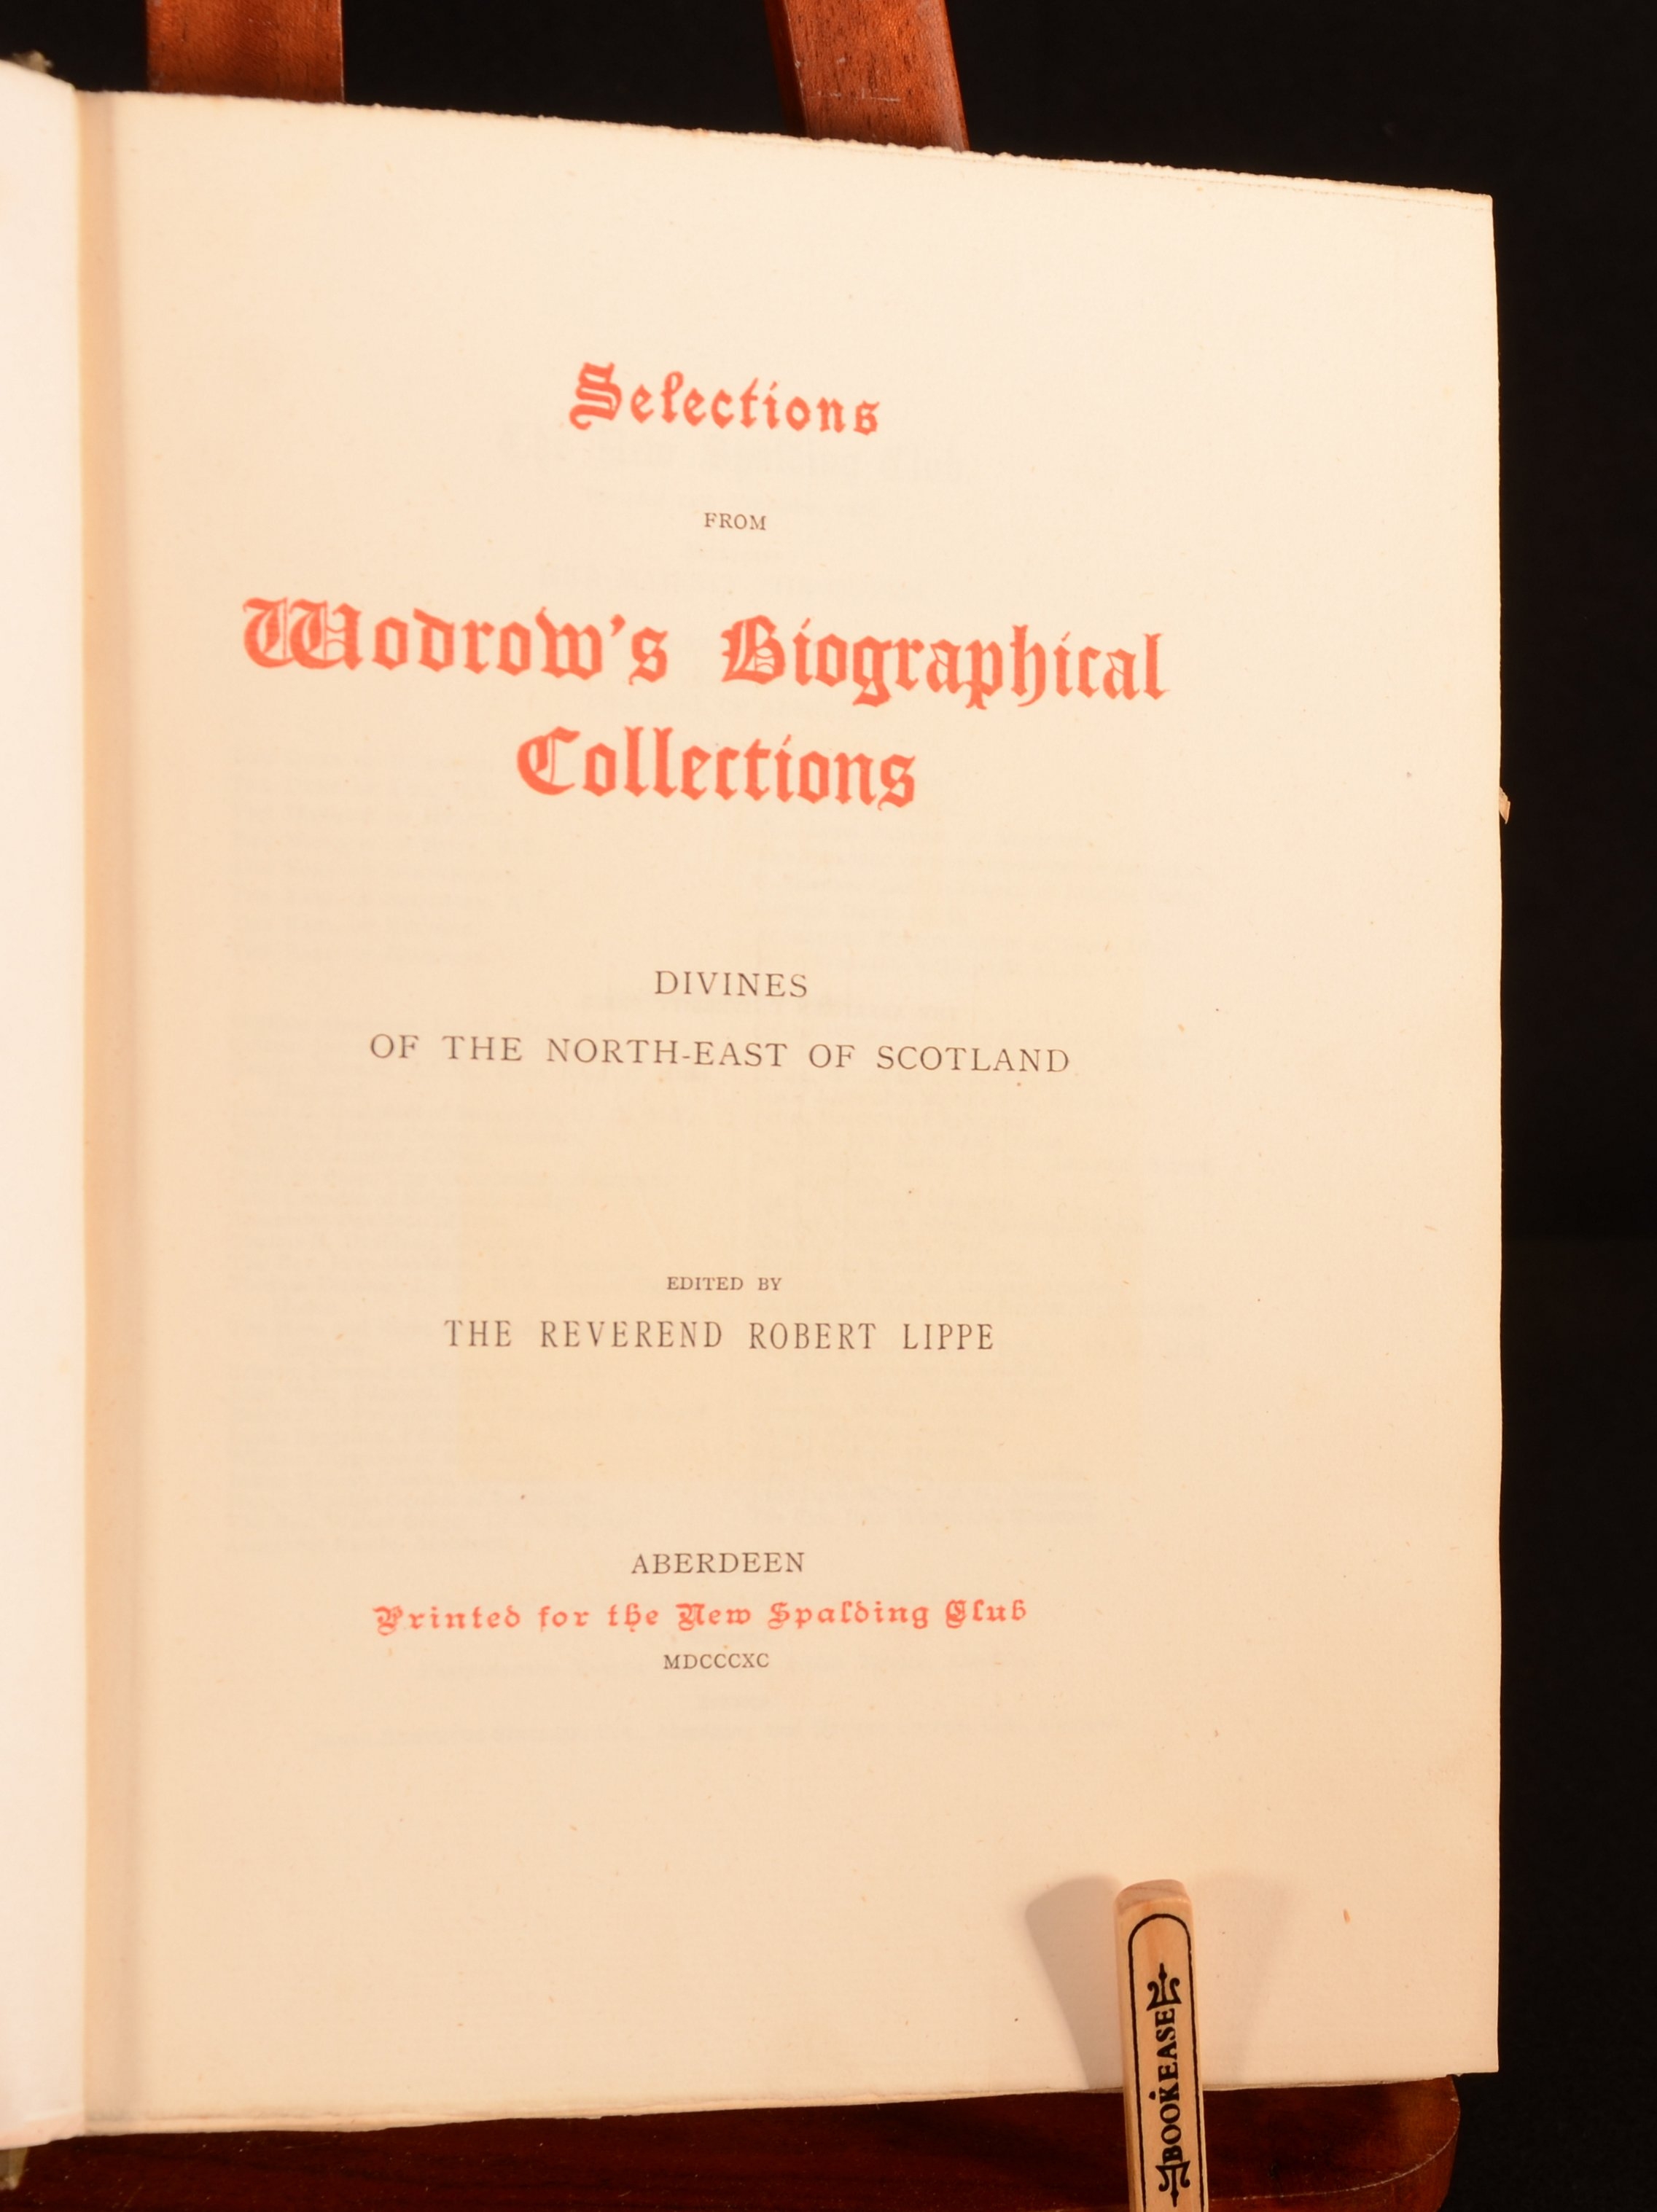 Selections
FROM
Wodrow's Biographical
Collections
DIVINES
OF THE NORTH-EAST OF SCOTLAND
EDITED BY
THE REVEREND ROBERT LIPPE
ABERDEEN
Printed for the New Spalding Club
MDCCCXC
BOOKEASE